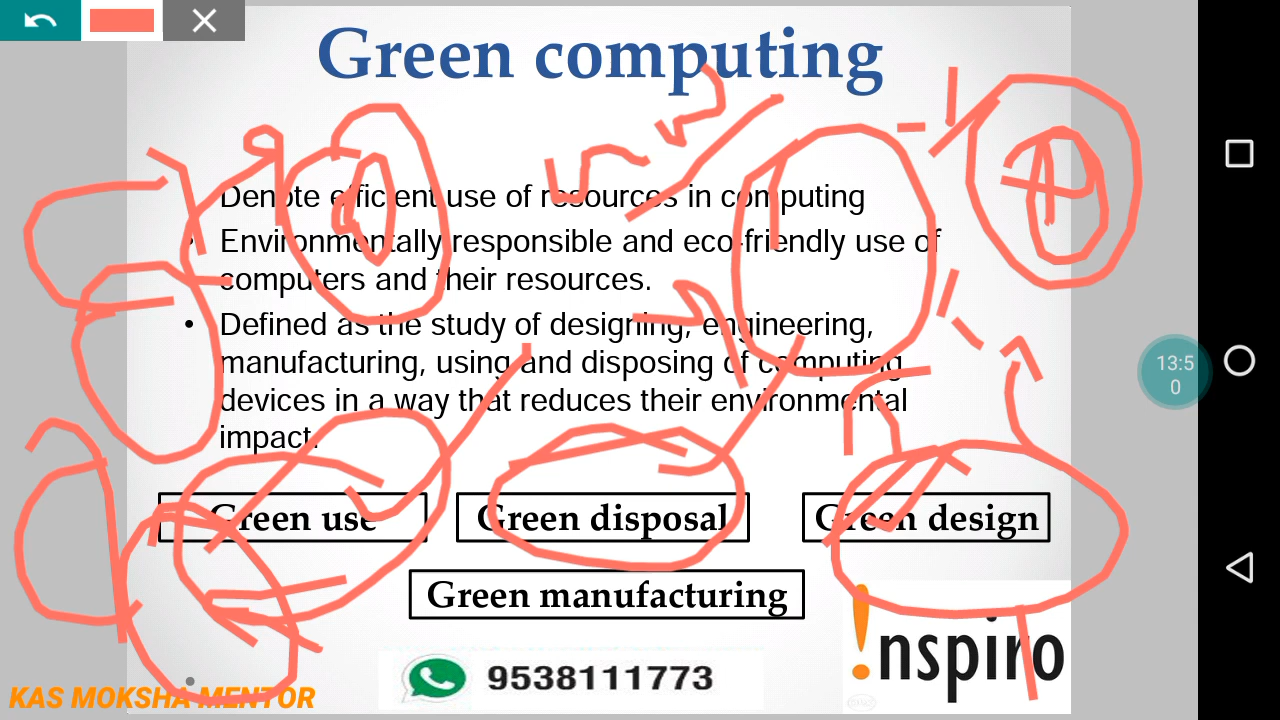 Green computing
Denote efficient use of resources in computing
• Environmentally responsible and eco-friendly use of
computers and their resources.
• Defined as the study of designing, engineering,
manufacturing, using and disposing of computing
devices in a way that reduces their environmental
impact.
Green use
Green disposal
Green design
Green manufacturing
!nspiro
9538111773
KAS MOKSHA MENTOR
13:5
0